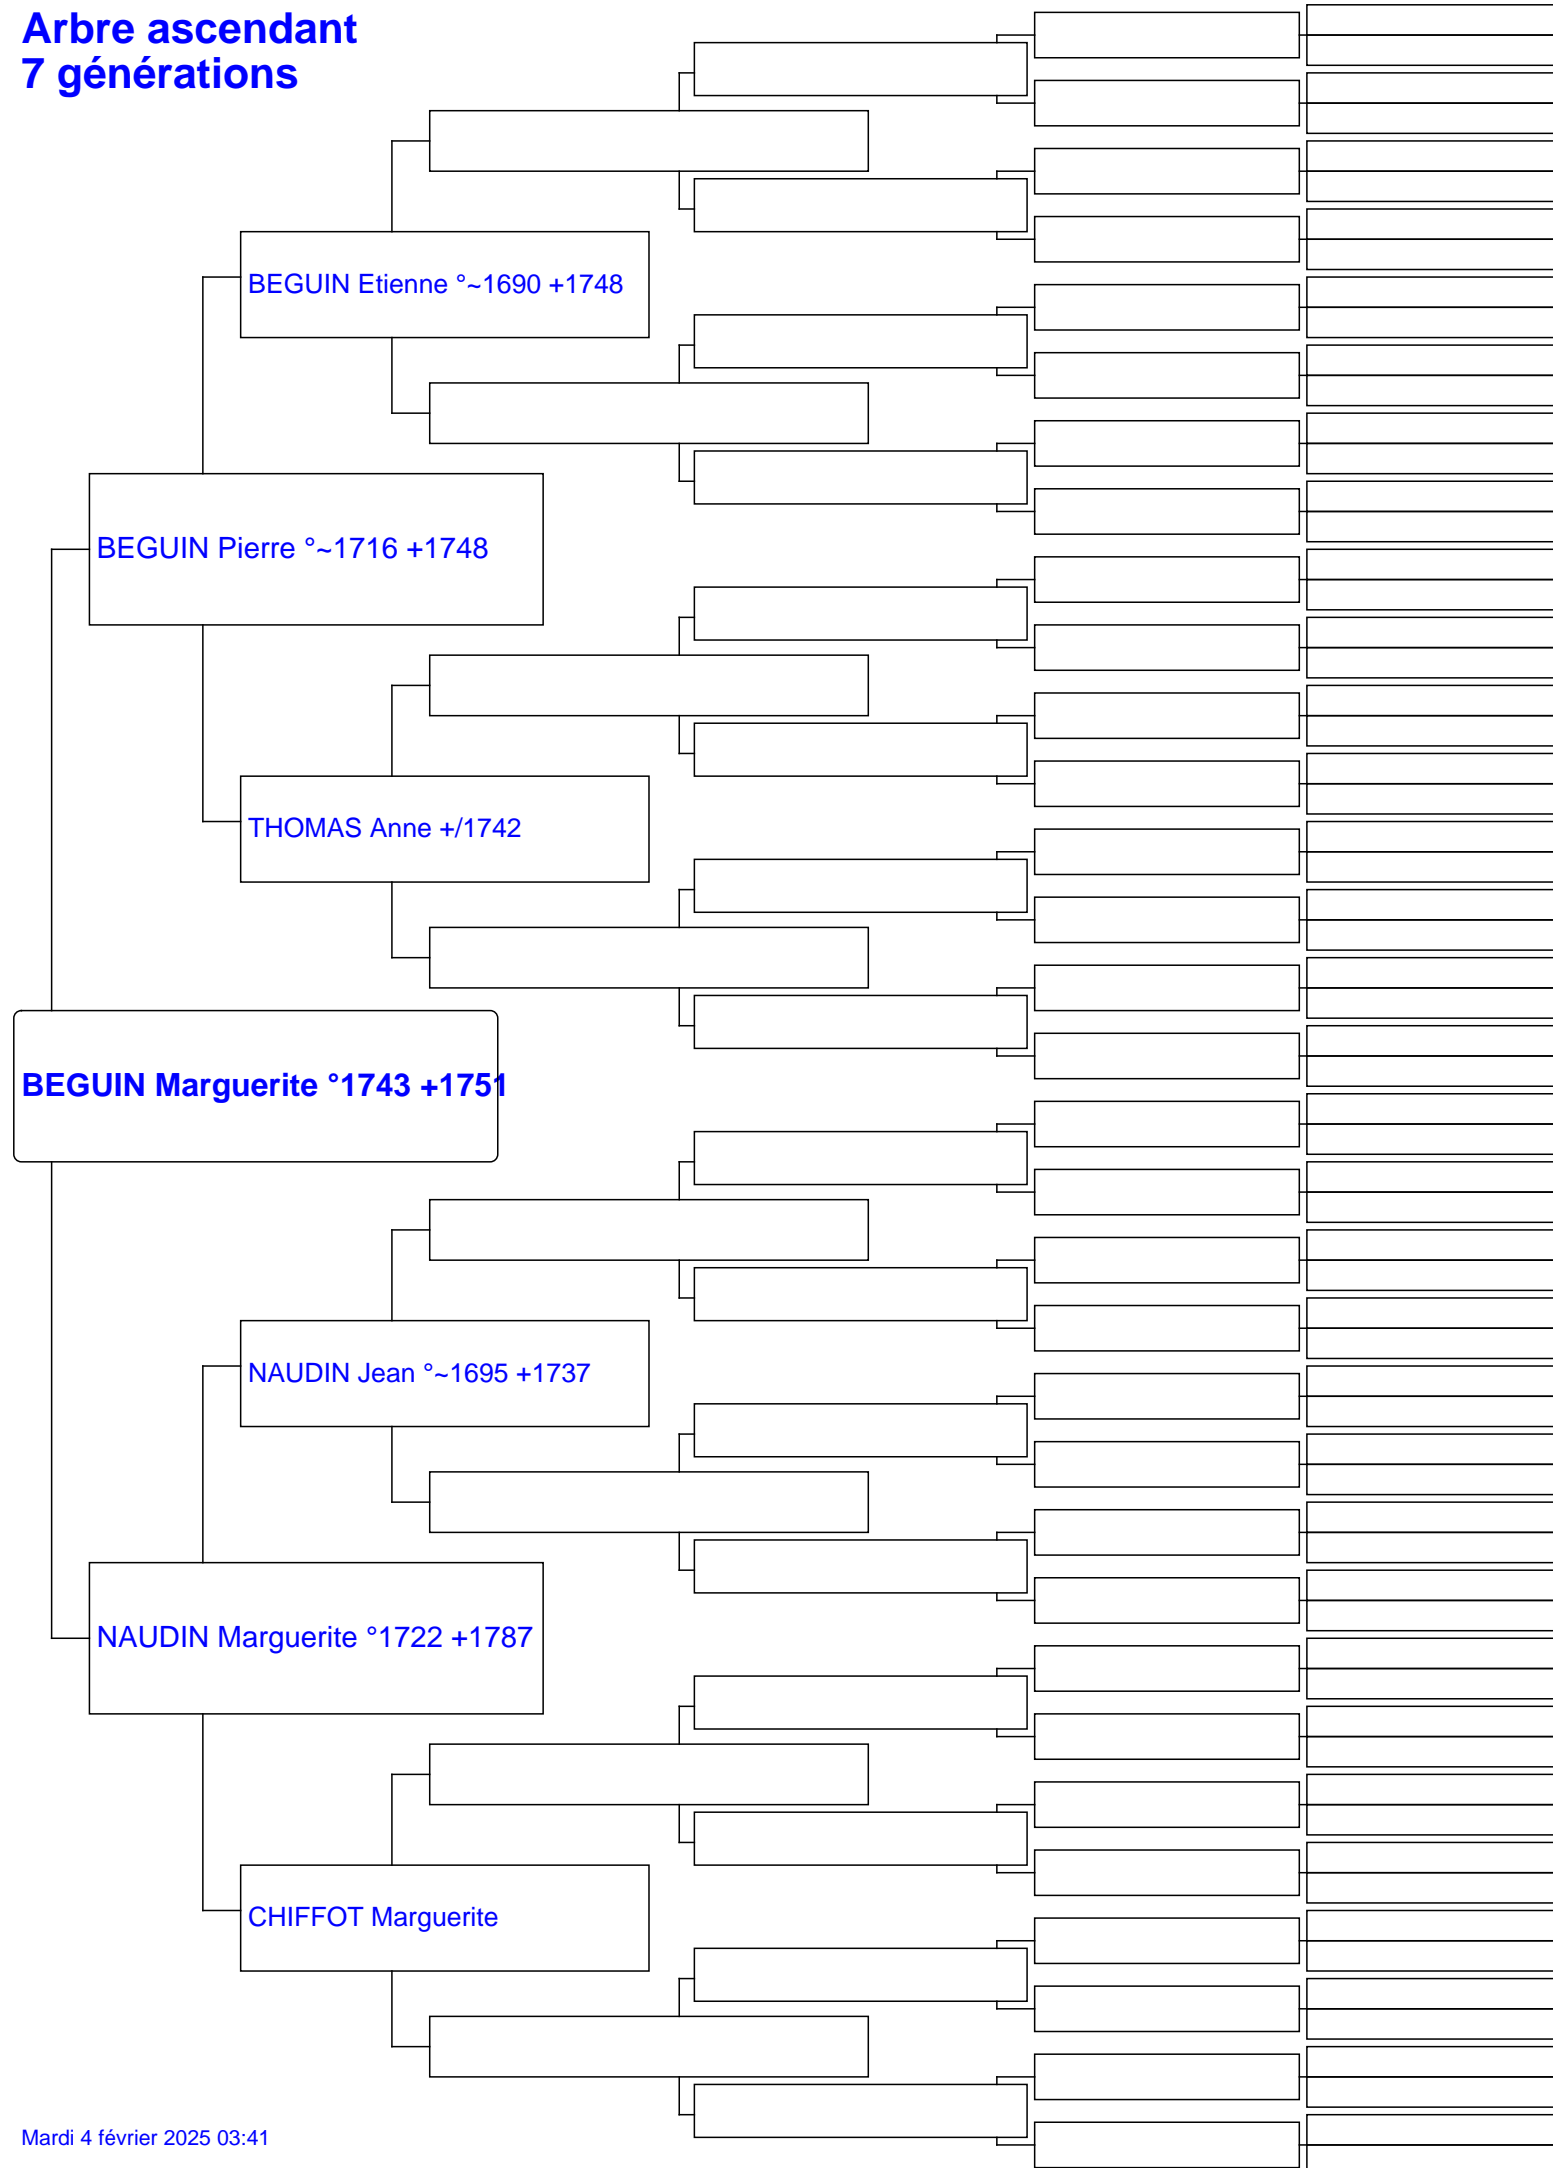 Arbre ascendant
7 générations
BEGUIN Etienne °~1690 +1748
BEGUIN Pierre °~1716 +1748
THOMAS Anne +/1742
BEGUIN Marguerite °1743 +1751
NAUDIN Jean °~1695 +1737
NAUDIN Marguerite °1722 +1787
CHIFFOT Marguerite
Mardi 4 février 2025 03:41